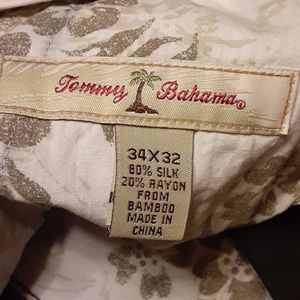 Tommy Bahama®
34X32
80% SILK
20% RAYON
FROM
BAMBOO
MADE IN
CHINA